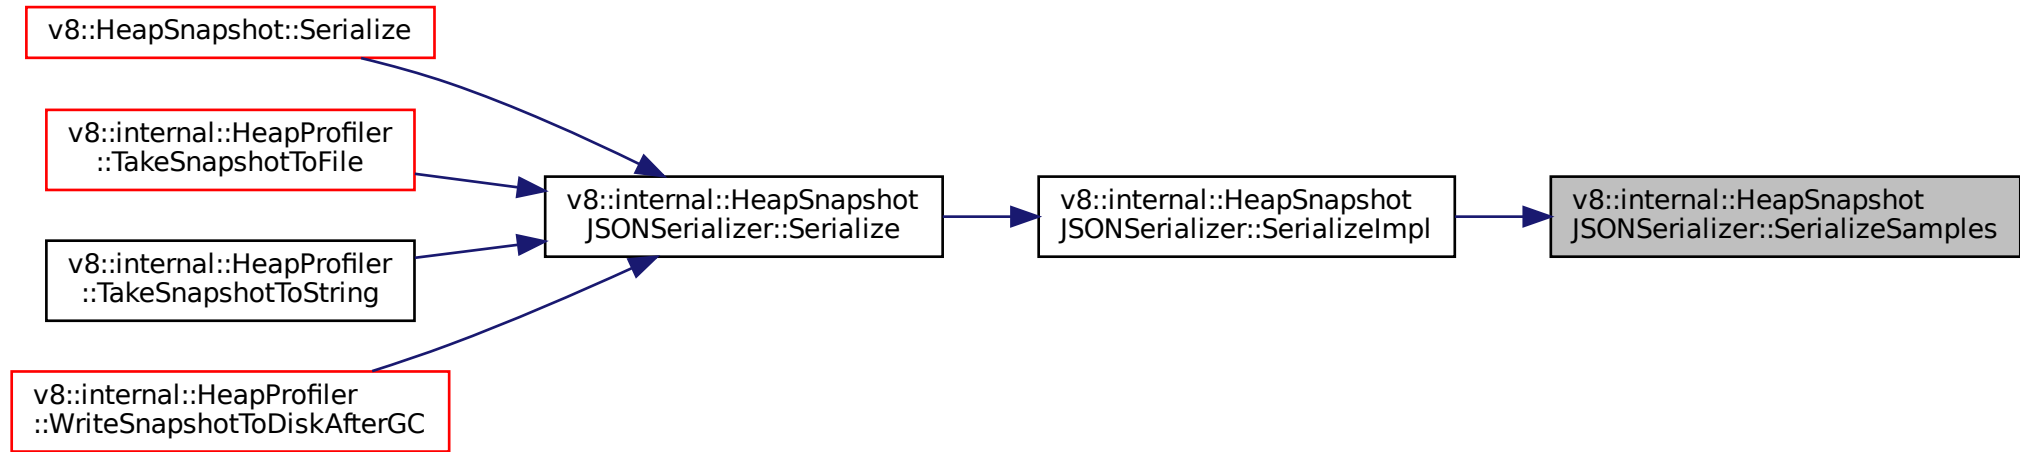 v8::HeapSnapshot::Serialize
v8::internal::HeapProfiler
::TakeSnapshotToFile
v8::internal::HeapProfiler
::TakeSnapshotToString
v8::internal::HeapProfiler
::WriteSnapshotToDiskAfterGC
v8::internal::HeapSnapshot
JSONSerializer::Serialize
v8::internal::HeapSnapshot
JSONSerializer::SerializeImpl
v8::internal::HeapSnapshot
JSONSerializer::SerializeSamples